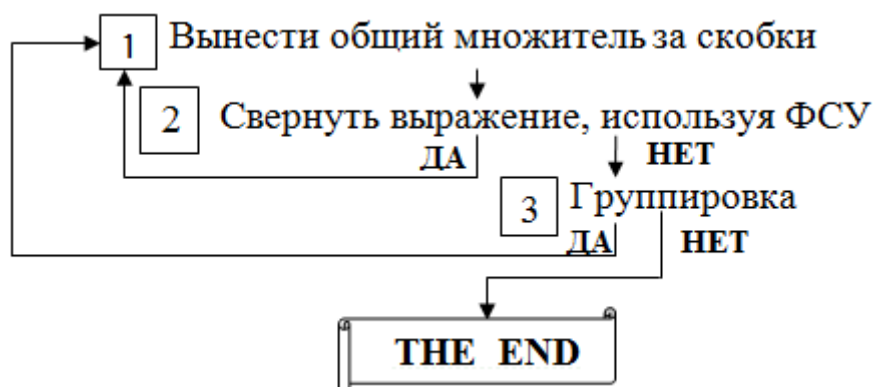 1 Вынести общий множитель за скобки
2 Свернуть выражение, используя ФСУ
ДА НЕТ
3 Группировка
ДА НЕТ
THE END